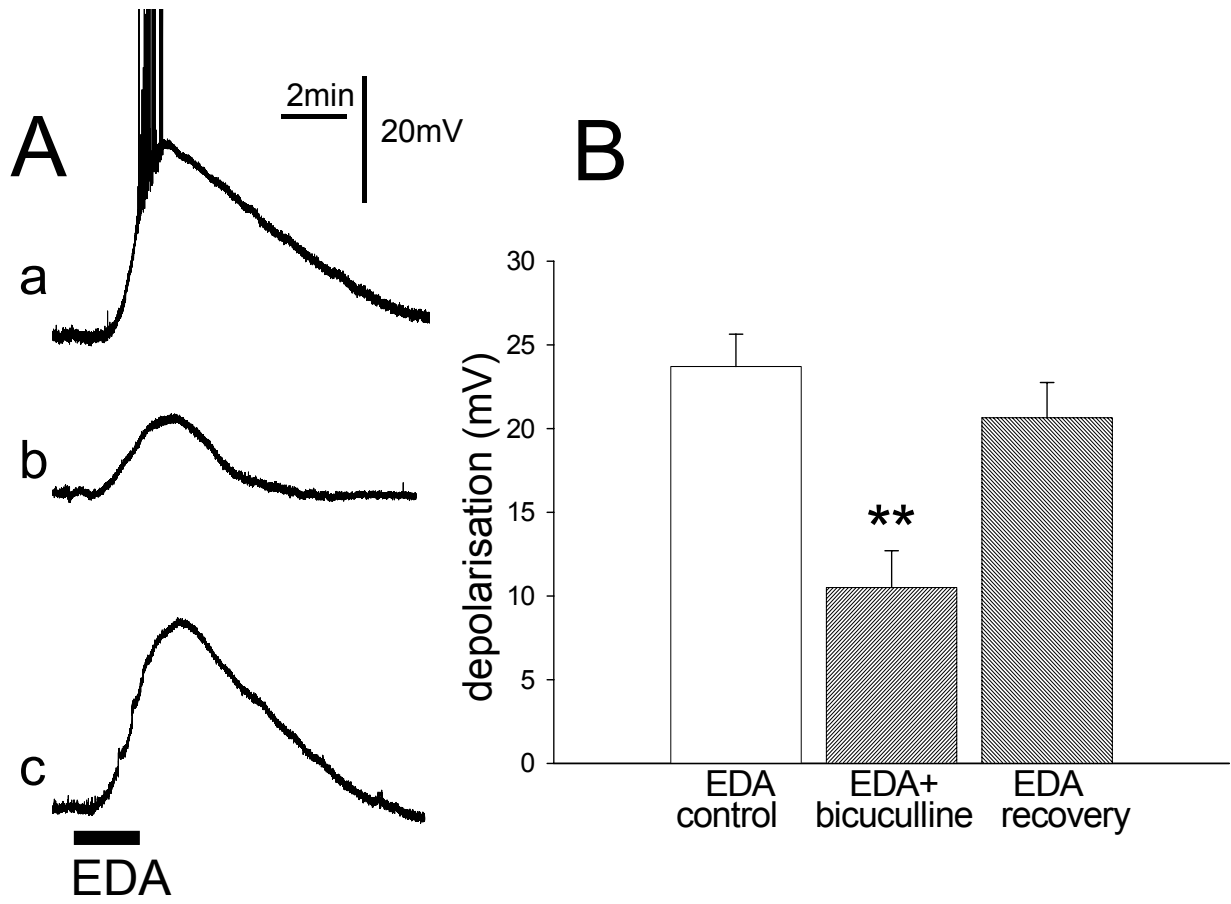 A
2min
20mV
a
b
c
EDA
B
depolarisation (mV)
30
25
20
15
10
5
0
**
EDA control
EDA+ bicuculline
EDA recovery